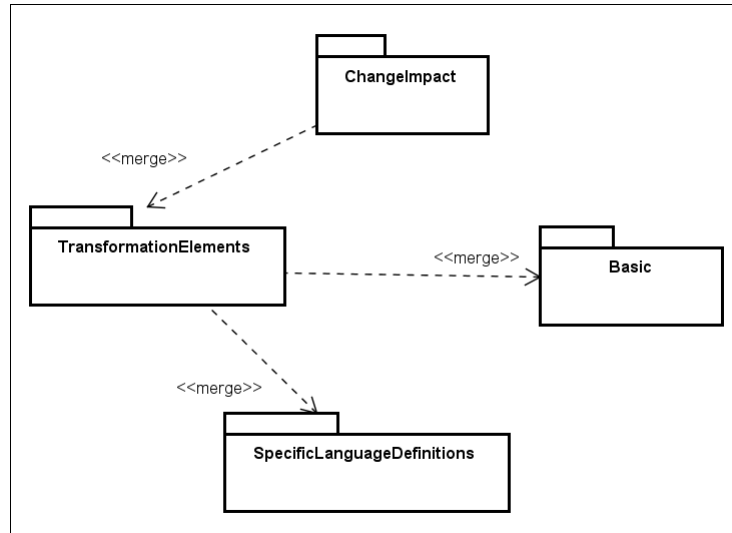 ChangeImpact
<<merge>>
TransformationElements
<<merge>>
Basic
<<merge>>
SpecificLanguageDefinitions